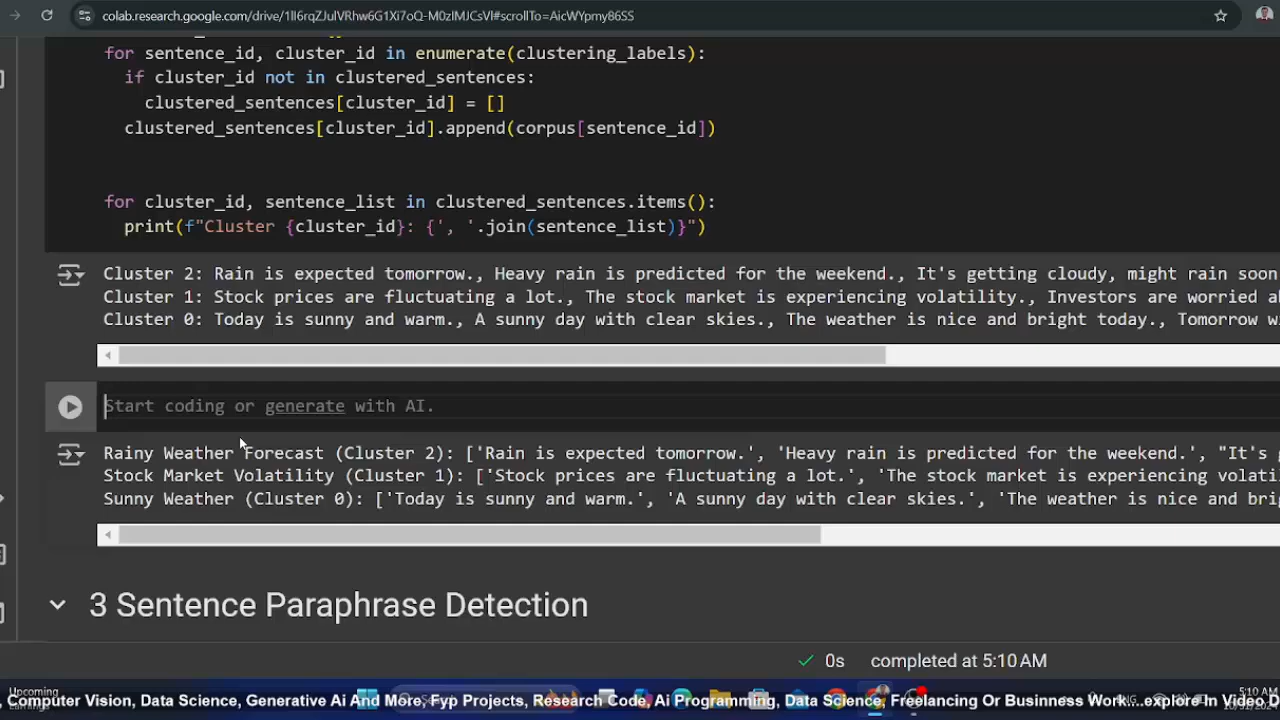 colab.research.google.com/drive/1Il6rqZJulVRhw6G1Xi7oQ-M0zlMJCsVl#scrollTo=AicWYpmy86SS
for sentence_id, cluster_id in enumerate(clustering_labels):
if cluster_id not in clustered_sentences:
clustered_sentences[cluster_id] = []
clustered_sentences[cluster_id].append(corpus[sentence_id])
for cluster_id, sentence_list in clustered_sentences.items():
print(f"Cluster {cluster_id}: {', '.join(sentence_list)}")
Cluster 2: Rain is expected tomorrow., Heavy rain is predicted for the weekend., It's getting cloudy, might rain soon
Cluster 1: Stock prices are fluctuating a lot., The stock market is experiencing volatility., Investors are worried a
Cluster 0: Today is sunny and warm., A sunny day with clear skies., The weather is nice and bright today., Tomorrow w
Start coding or generate with AI.
Rainy Weather Forecast (Cluster 2): ['Rain is expected tomorrow.', 'Heavy rain is predicted for the weekend.', "It's
Stock Market Volatility (Cluster 1): ['Stock prices are fluctuating a lot.', 'The stock market is experiencing volati
Sunny Weather (Cluster 0): ['Today is sunny and warm.', 'A sunny day with clear skies.', 'The weather is nice and bri
3 Sentence Paraphrase Detection
0s completed at 5:10 AM
Upcoming
5:10 AM
, Computer Vision, Data Science, Generative Ai And More, Fyp Projects, Research Code, Ai Programming, Data Science, Freelancing Or Businness Work...explore In Video D